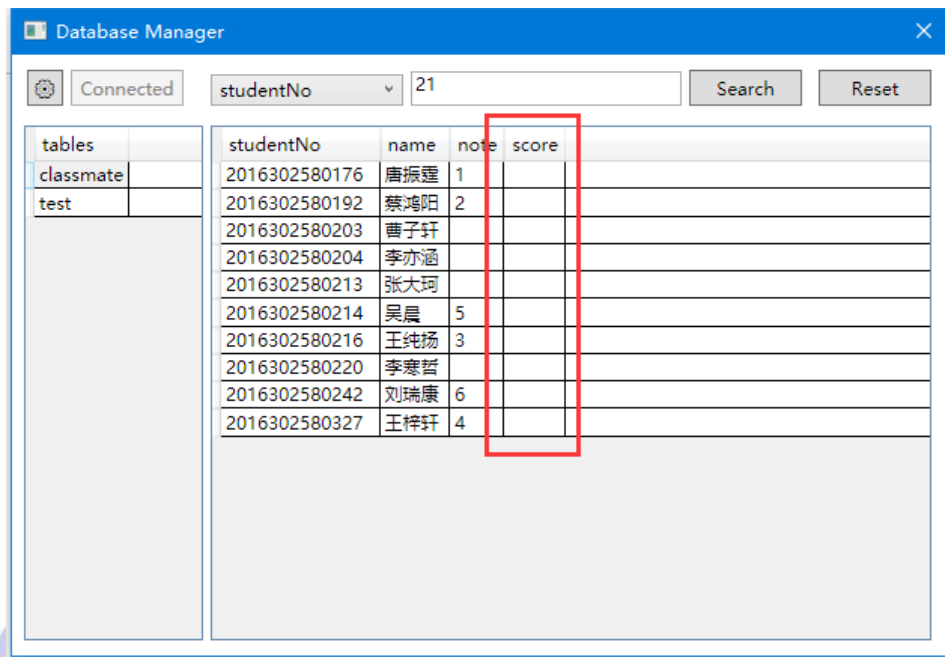 Database Manager
Connected studentNo 21 Search Reset
tables
classmate
test
studentNo name note score
2016302580176 唐振霆 1
2016302580192 蔡鸿阳 2
2016302580203 曹子轩
2016302580204 李亦涵
2016302580213 张大珂
2016302580214 吴晨 5
2016302580216 王纯扬 3
2016302580220 李寒哲
2016302580242 刘瑞康 6
2016302580327 王梓轩 4